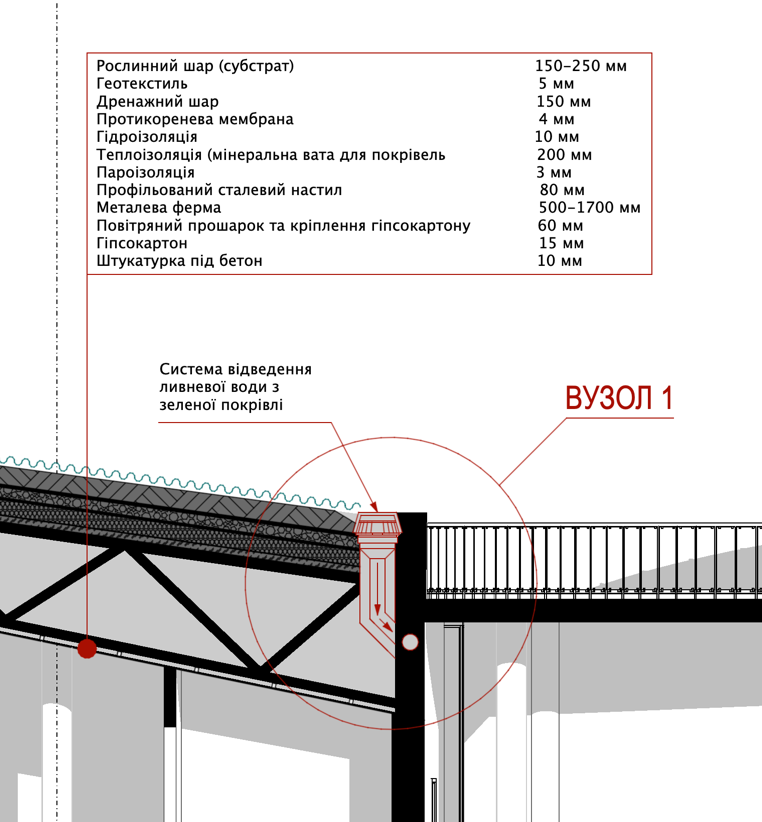 Рослинний шар (субстрат) 150-250 мм
Геотекстиль 5 мм
Дренажний шар 150 мм
Протикоренева мембрана 4 мм
Гідроізоляція 10 мм
Теплоізоляція (мінеральна вата для покрівель 200 мм
Пароізоляція 3 мм
Профільований сталевий настил 80 мм
Металева ферма 500-1700 мм
Повітряний прошарок та кріплення гіпсокартону 60 мм
Гіпсокартон 15 мм
Штукатурка під бетон 10 мм
Система відведення
ливневої води з
зеленої покрівлі
ВУЗОЛ 1